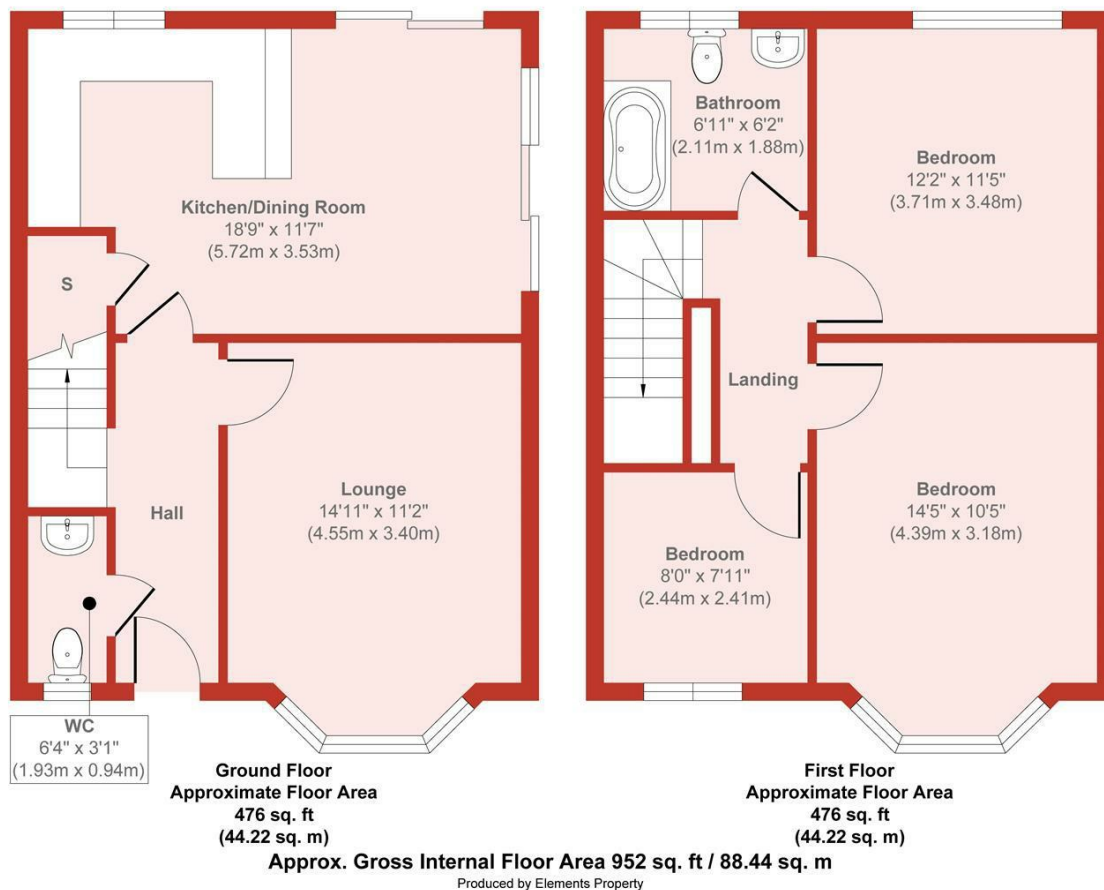 Kitchen/Dining Room
18'9" x 11'7"
(5.72m x 3.53m)
S
Hall
Lounge
14'11" x 11'2"
(4.55m x 3.40m)
WC
6'4" x 3'1"
(1.93m x 0.94m)
Ground Floor
Approximate Floor Area
476 sq. ft
(44.22 sq. m)
Bathroom
6'11" x 6'2"
(2.11m x 1.88m)
Bedroom
12'2" x 11'5"
(3.71m x 3.48m)
Landing
Bedroom
14'5" x 10'5"
(4.39m x 3.18m)
Bedroom
8'0" x 7'11"
(2.44m x 2.41m)
First Floor
Approximate Floor Area
476 sq. ft
(44.22 sq. m)
Approx. Gross Internal Floor Area 952 sq. ft / 88.44 sq. m
Produced by Elements Property